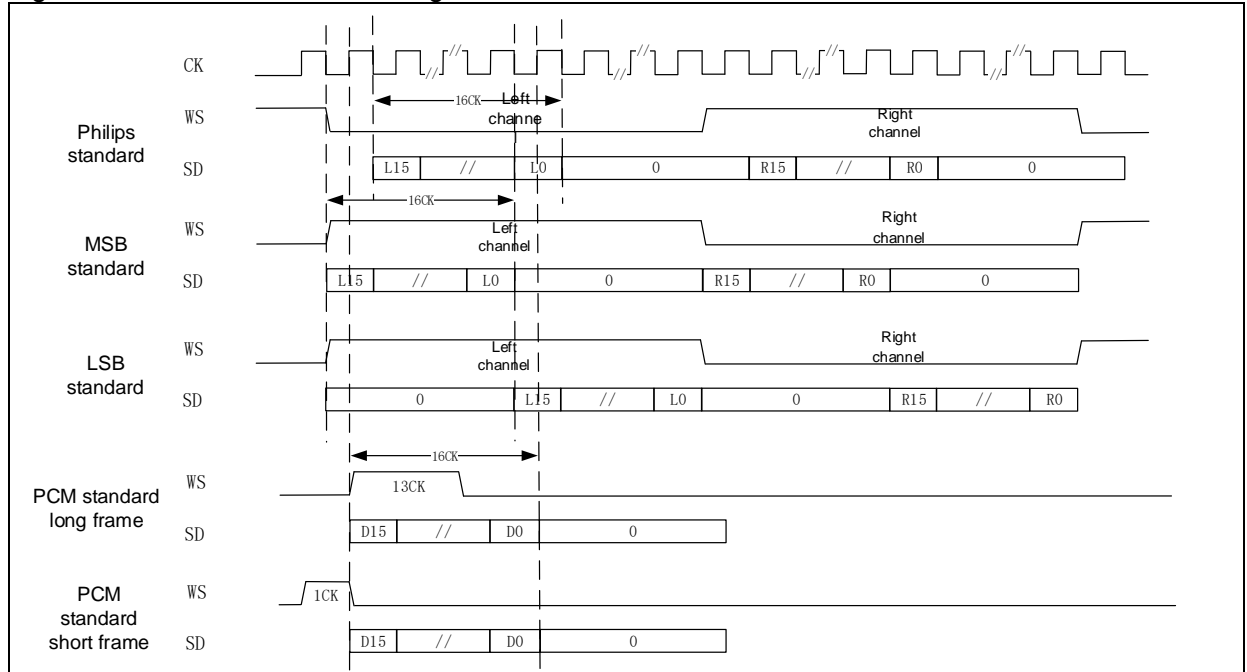 CK
16CK
Left
channe
Philips
standard
WS
Right
channel
SD
L15 // L0 0 R15 // R0 0
16CK
MSB
standard
WS
Left
channel
Right
channel
SD
L15 // L0 0 R15 // R0 0
LSB
standard
WS
Left
channel
Right
channel
SD
0 L15 // L0 0 R15 // R0
16CK
PCM standard
long frame
WS
13CK
SD
D15 // D0 0
PCM
standard
short frame
WS
1CK
SD
D15 // D0 0